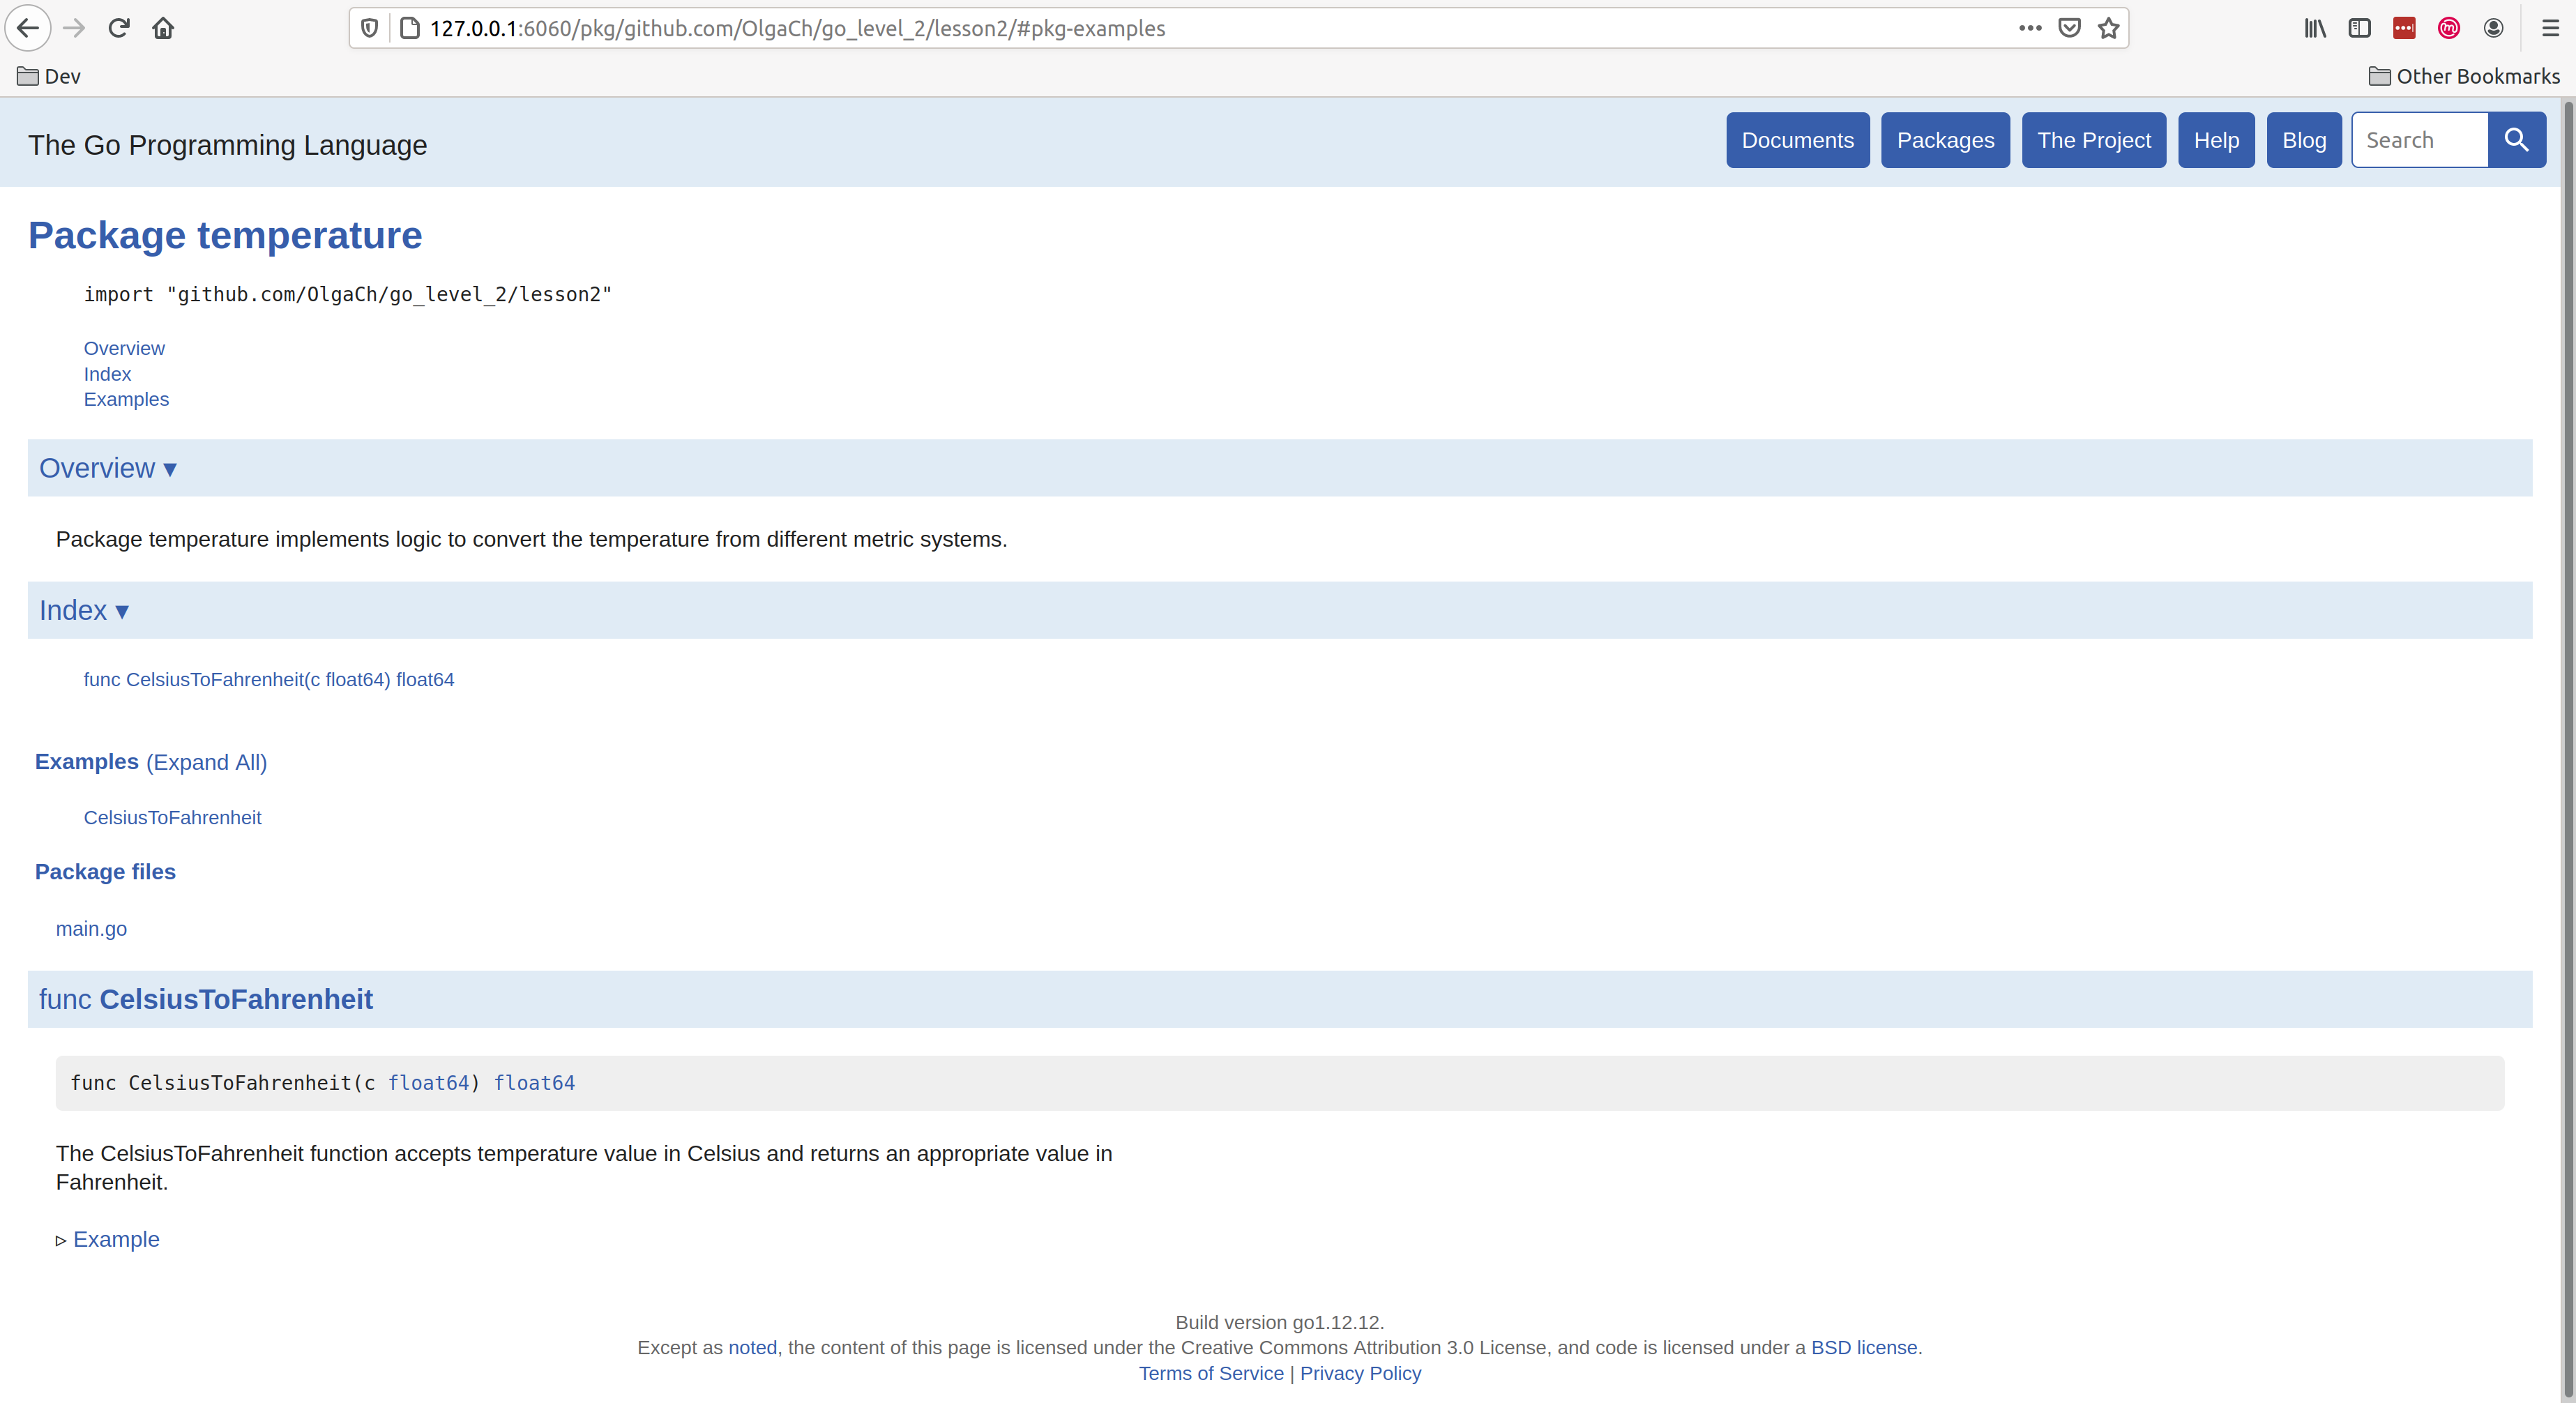 127.0.0.1:6060/pkg/github.com/OlgaCh/go_level_2/lesson2/#pkg-examples
Dev
Other Bookmarks
The Go Programming Language
Documents
Packages
The Project
Help
Blog
Search
Package temperature
import "github.com/OlgaCh/go_level_2/lesson2"
Overview
Index
Examples
Overview ▾
Package temperature implements logic to convert the temperature from different metric systems.
Index ▾
func CelsiusToFahrenheit(c float64) float64
Examples (Expand All)
CelsiusToFahrenheit
Package files
main.go
func CelsiusToFahrenheit
func CelsiusToFahrenheit(c float64) float64
The CelsiusToFahrenheit function accepts temperature value in Celsius and returns an appropriate value in
Fahrenheit.
▹ Example
Build version go1.12.12.
Except as noted, the content of this page is licensed under the Creative Commons Attribution 3.0 License, and code is licensed under a BSD license.
Terms of Service | Privacy Policy